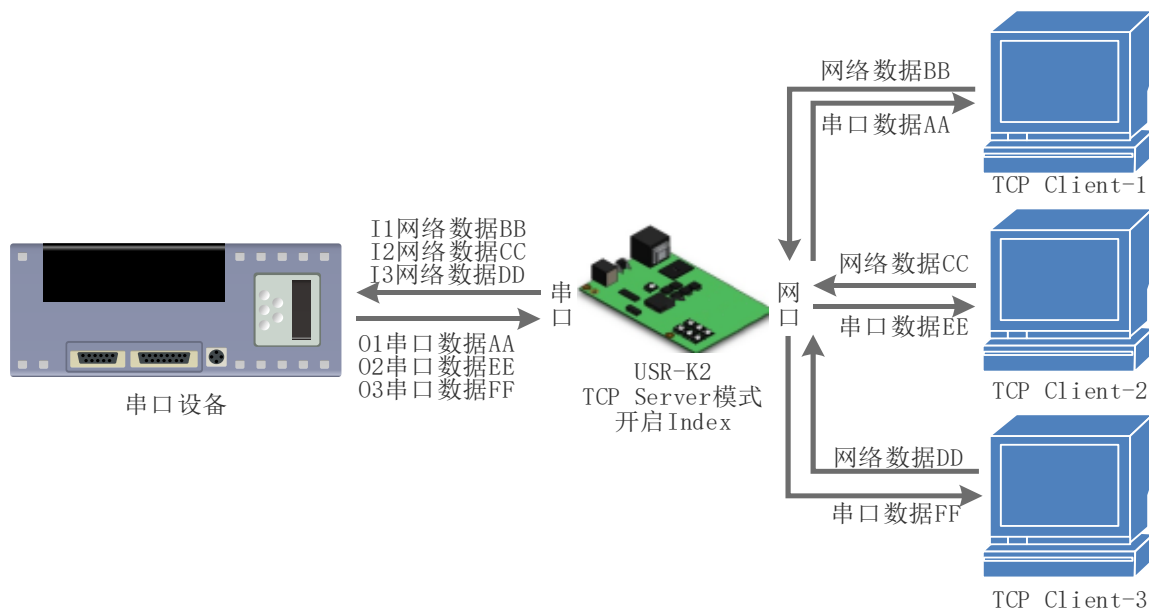 网络数据BB
串口数据AA
TCP Client-1
I1网络数据BB
I2网络数据CC
I3网络数据DD
串口
网口
网络数据CC
串口数据EE
O1串口数据AA
O2串口数据EE
O3串口数据FF
USR-K2
TCP Server模式
开启Index
串口设备
TCP Client-2
网络数据DD
串口数据FF
TCP Client-3